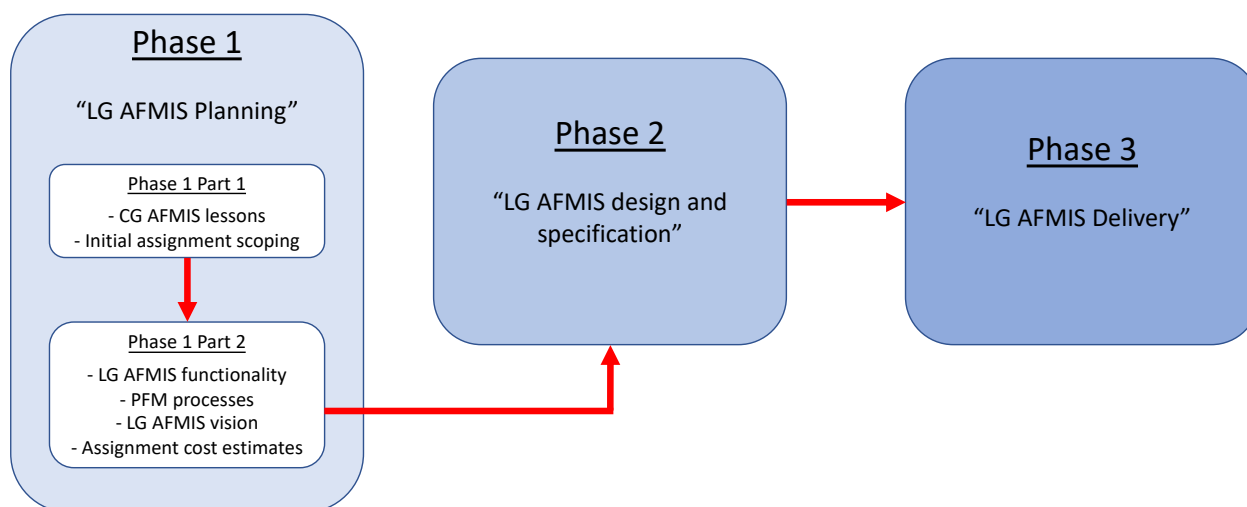 Phase 1
“LG AFMIS Planning”
Phase 1 Part 1
- CG AFMIS lessons
- Initial assignment scoping
Phase 1 Part 2
- LG AFMIS functionality
- PFM processes
- LG AFMIS vision
- Assignment cost estimates
Phase 2
“LG AFMIS design and
specification”
Phase 3
“LG AFMIS Delivery”